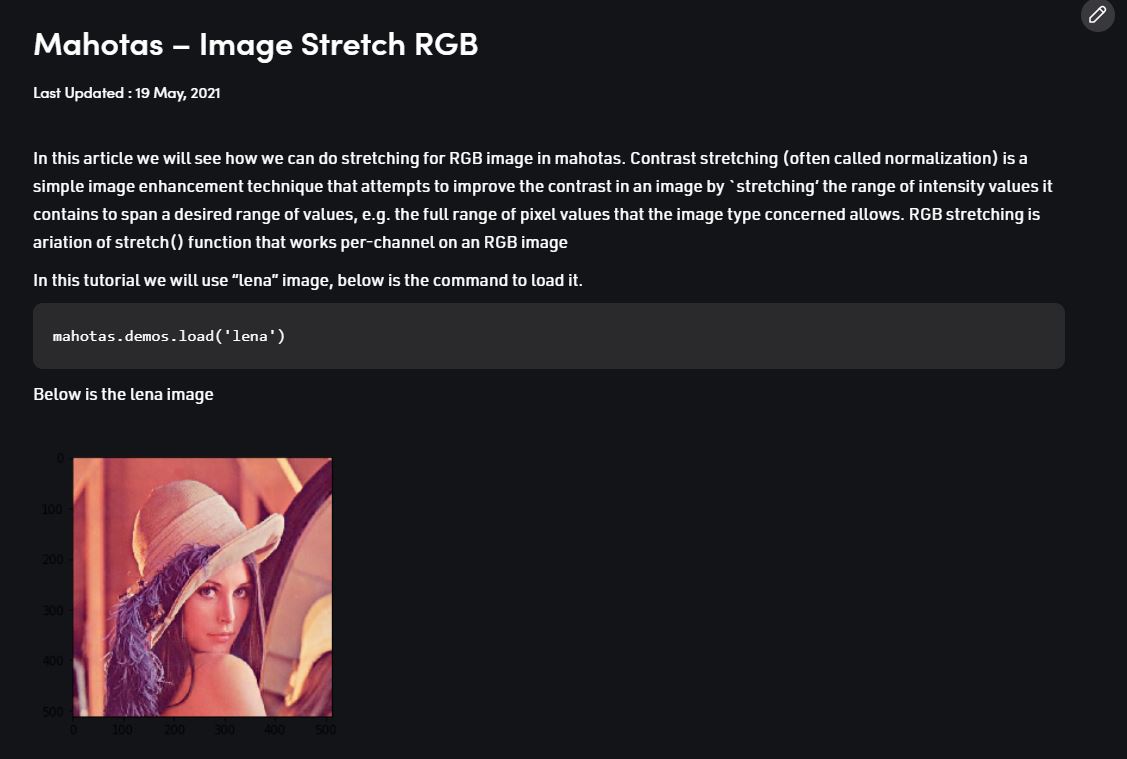 Mahotas – Image Stretch RGB
Last Updated : 19 May, 2021
In this article we will see how we can do stretching for RGB image in mahotas. Contrast stretching (often called normalization) is a
simple image enhancement technique that attempts to improve the contrast in an image by `stretching’ the range of intensity values it
contains to span a desired range of values, e.g. the full range of pixel values that the image type concerned allows. RGB stretching is
ariation of stretch() function that works per-channel on an RGB image
In this tutorial we will use “lena” image, below is the command to load it.
mahotas.demos.load('lena')
Below is the lena image
0
100
200
300
400
500
0 100 200 300 400 500